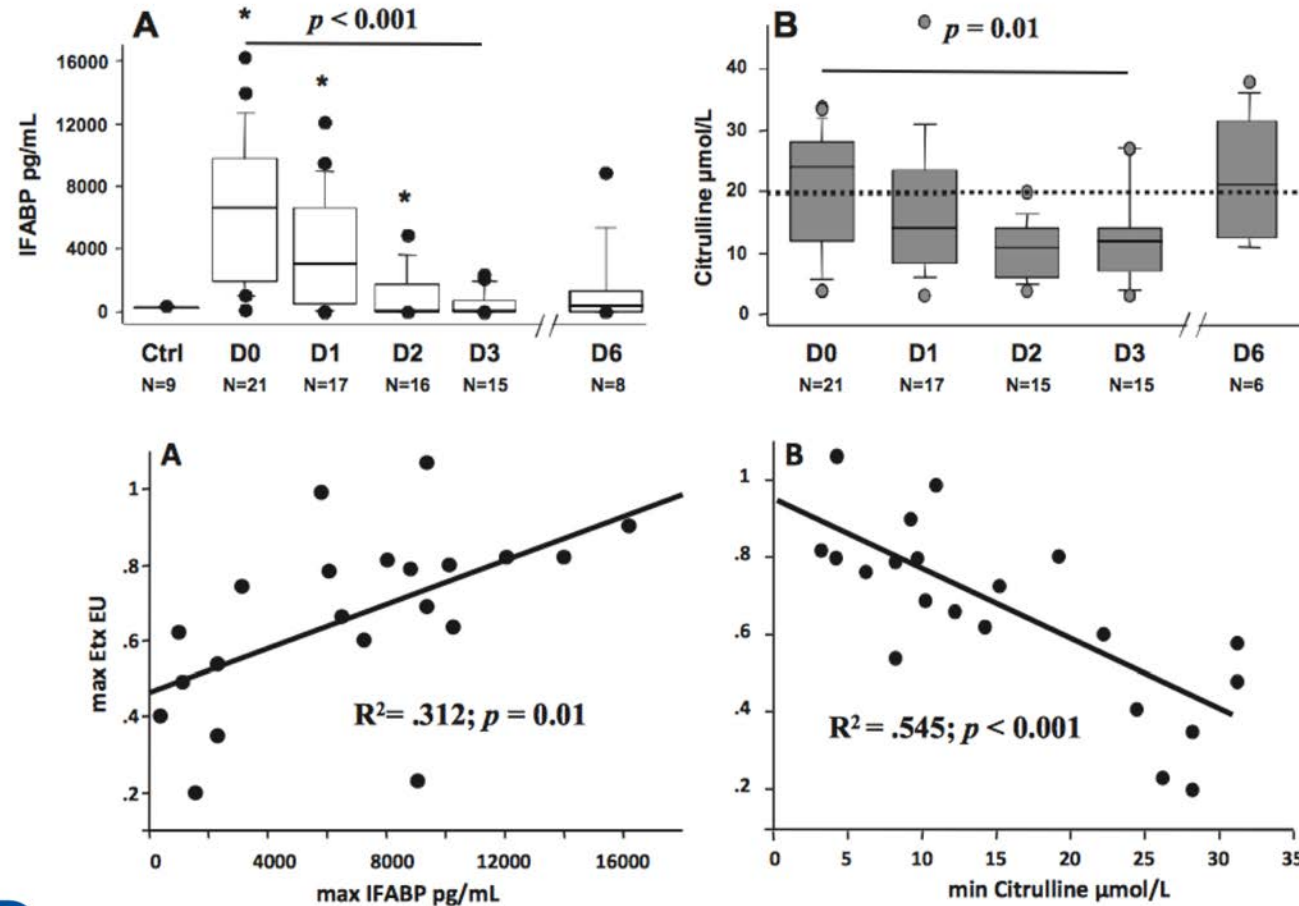 A
*
p < 0.001
*
*
IFABP pg/mL
16000
12000
8000
4000
0
Ctrl D0 D1 D2 D3 D6
N=9 N=21 N=17 N=16 N=15 N=8
B
p = 0.01
Citrulline µmol/L
40
30
20
10
0
D0 D1 D2 D3 D6
N=21 N=17 N=15 N=15 N=6
A
max Etx EU
1
.8
.6
.4
.2
R²= .312; p = 0.01
0 4000 8000 12000 16000
max IFABP pg/mL
B
1
.8
.6
.4
.2
R² = .545; p < 0.001
0 5 10 15 20 25 30 35
min Citrulline µmol/L